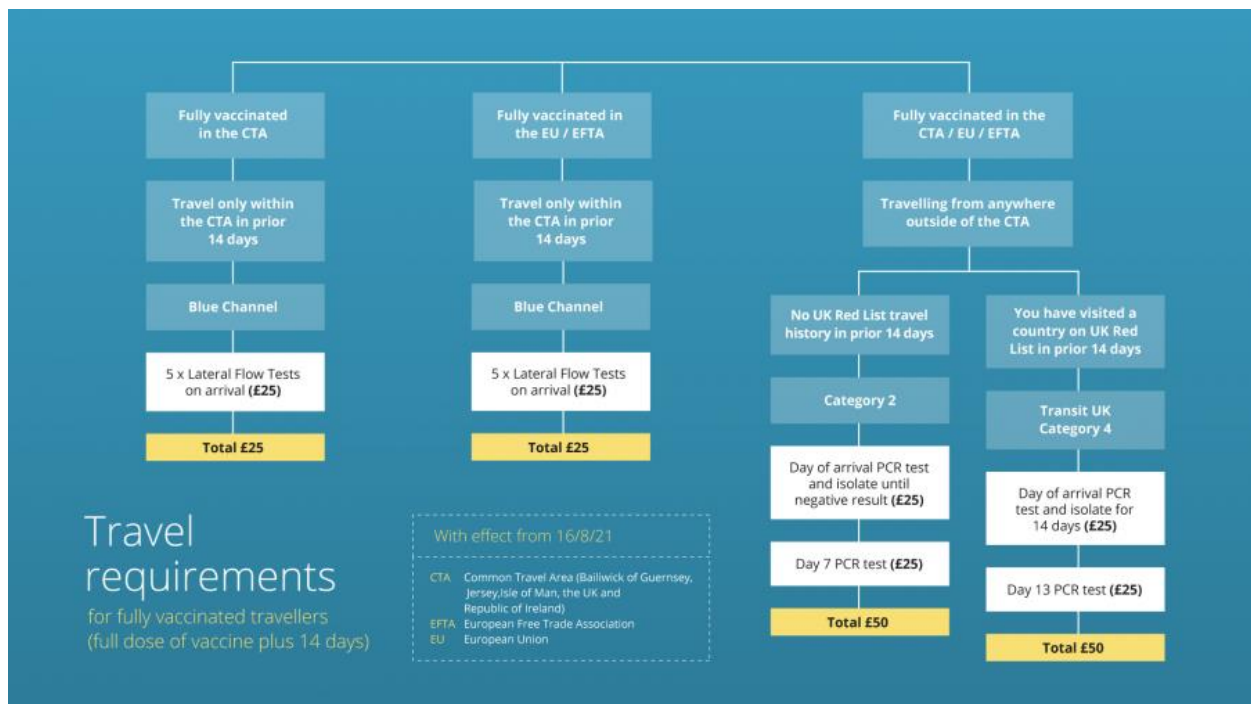 Fully vaccinated
in the CTA
Travel only within
the CTA in prior
14 days
Blue Channel
5 x Lateral Flow Tests
on arrival (£25)
Total £25
Fully vaccinated in
the EU / EFTA
Travel only within
the CTA in prior
14 days
Blue Channel
5 x Lateral Flow Tests
on arrival (£25)
Total £25
Fully vaccinated in the
CTA / EU / EFTA
Travelling from anywhere
outside of the CTA
No UK Red List travel
history in prior 14 days
Category 2
Day of arrival PCR test
and isolate until
negative result (£25)
Day 7 PCR test (£25)
Total £50
You have visited a
country on UK Red
List in prior 14 days
Transit UK
Category 4
Day of arrival PCR
test and isolate for
14 days (£25)
Day 13 PCR test (£25)
Total £50
Travel
requirements
for fully vaccinated travellers
(full dose of vaccine plus 14 days)
With effect from 16/8/21
CTA Common Travel Area (Bailiwick of Guernsey,
Jersey,Isle of Man, the UK and
Republic of Ireland)
EFTA European Free Trade Association
EU European Union